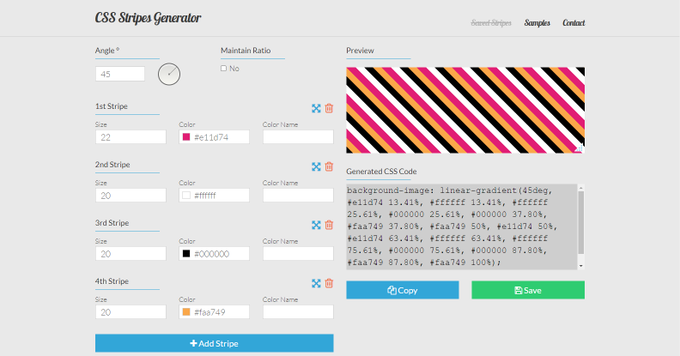 CSS Stripes Generator
Saved Stripes Samples Contact
Angle ° Maintain Ratio Preview
45 No
1st Stripe
Size Color Color Name
22 #e11d74
2nd Stripe
Size Color Color Name
20 #ffffff
3rd Stripe
Size Color Color Name
20 #000000
4th Stripe
Size Color Color Name
20 #faa749
Add Stripe
Generated CSS Code
background-image: linear-gradient(45deg,
#e11d74 13.41%, #ffffff 13.41%, #ffffff
25.61%, #000000 25.61%, #000000 37.80%,
#faa749 37.80%, #faa749 50%, #e11d74 50%,
#e11d74 63.41%, #ffffff 63.41%, #ffffff
75.61%, #000000 75.61%, #000000 87.80%,
#faa749 87.80%, #faa749 100%);
Copy Save